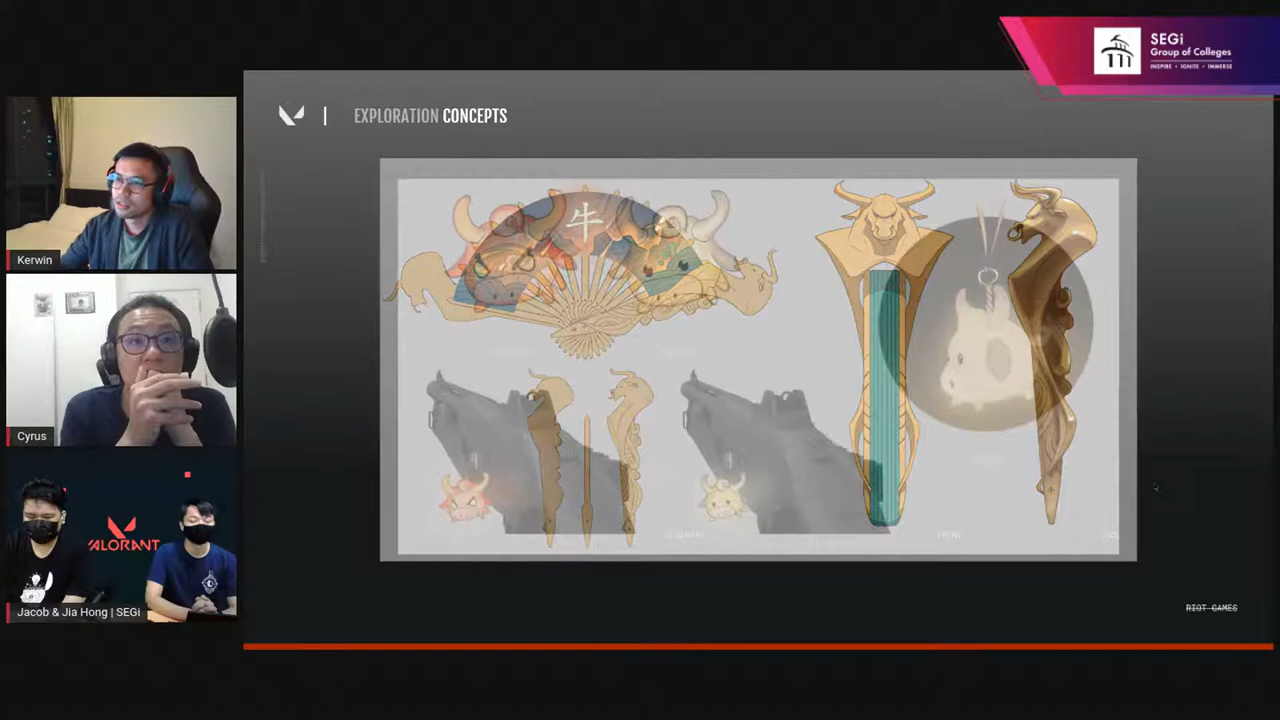 SEGi
Group of Colleges
INSPIRE • IGNITE • IMMERSE
EXPLORATION CONCEPTS
牛
Kerwin
Cyrus
VALORANT
Jacob & Jia Hong | SEGi
RIOT GAMES